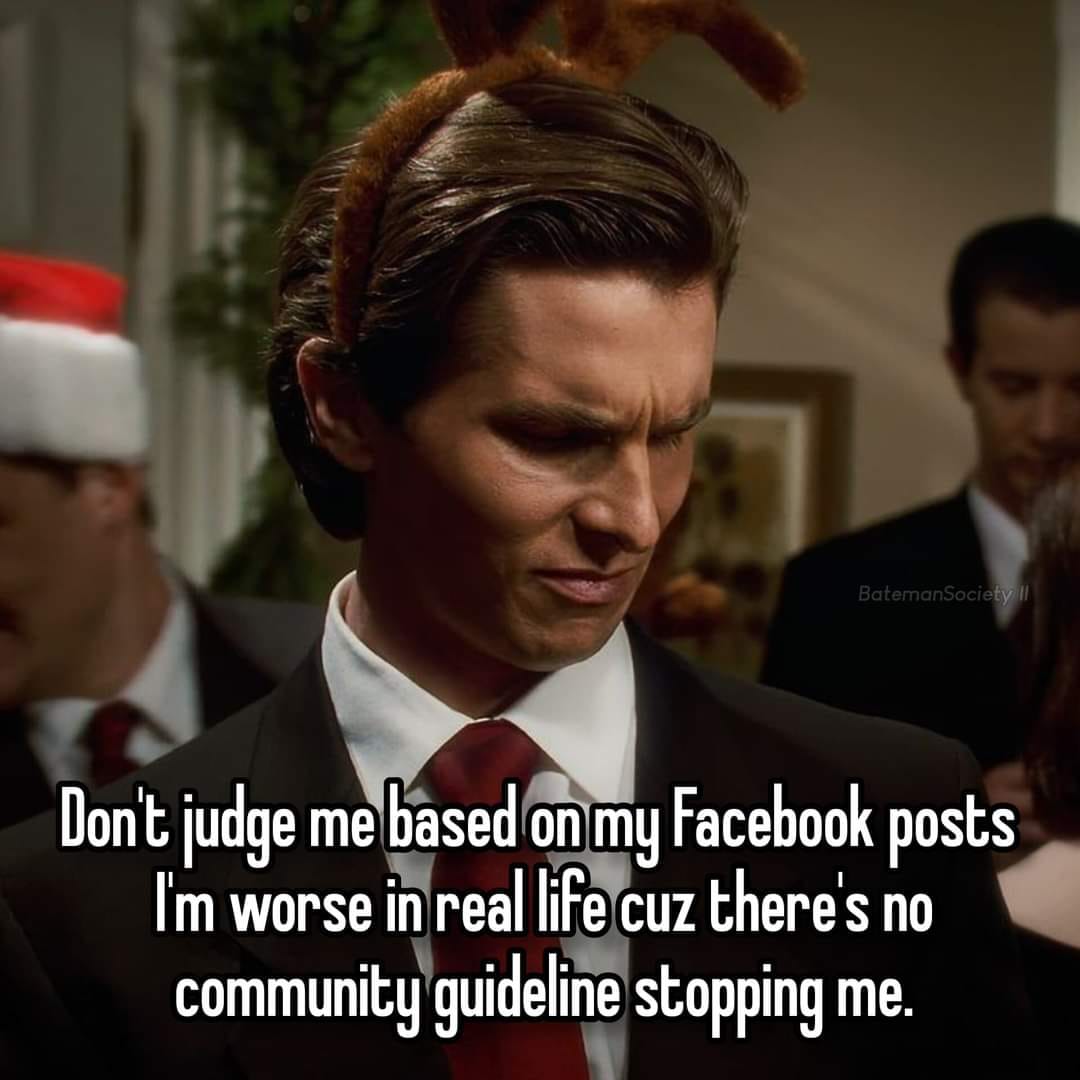 BatemanSociety II
Don't judge me based on my Facebook posts
I'm worse in real life cuz there's no
community guideline stopping me.